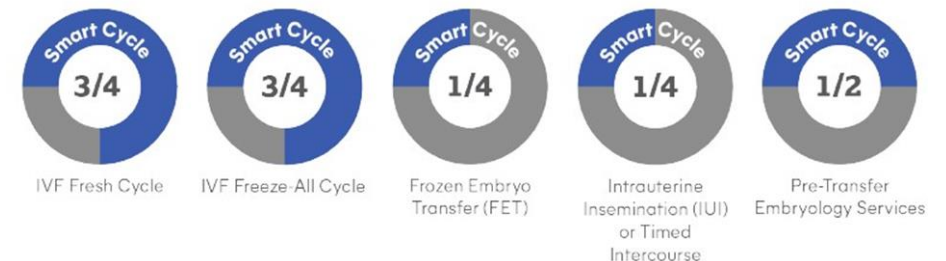 Smart Cycle
3/4
IVF Fresh Cycle
Smart Cycle
3/4
IVF Freeze-All Cycle
Smart Cycle
1/4
Frozen Embryo
Transfer (FET)
Smart Cycle
1/4
Intrauterine
Insemination (IUI)
or Timed
Intercourse
Smart Cycle
1/2
Pre-Transfer
Embryology Services